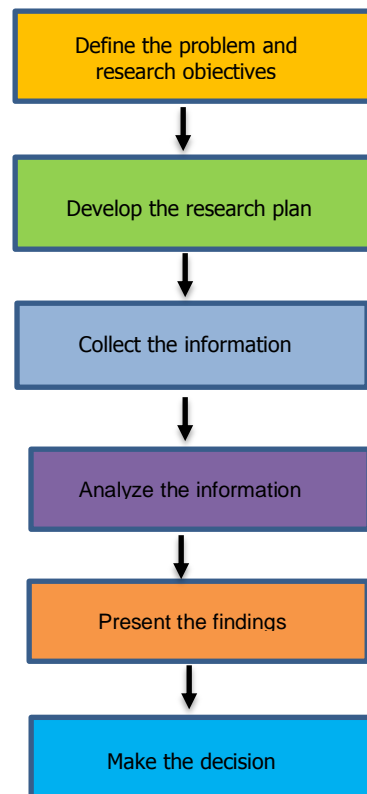 Define the problem and
research objectives
Develop the research plan
Collect the information
Analyze the information
Present the findings
Make the decision